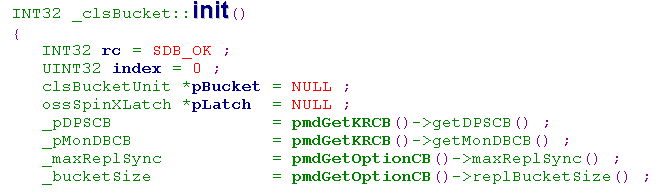 INT32 _clsBucket::init()
{
INT32 rc = SDB_OK ;
UINT32 index = 0 ;
clsBucketUnit *pBucket = NULL ;
ossSpinXLatch *pLatch = NULL ;
_pDPSCB = pmdGetKRCB()->getDPSCB() ;
_pMonDBCB = pmdGetKRCB()->getMonDBCB() ;
_maxReplSync = pmdGetOptionCB()->maxReplSync() ;
_bucketSize = pmdGetOptionCB()->replBucketSize() ;